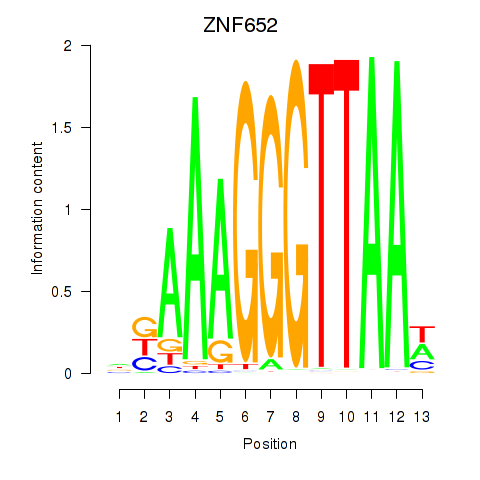 ZNF652
Information content
2
1.5
1
0.5
0
G T C
A G T C
A
A G
G
G A
G
T
T
A
A
T A C
1 2 3 4 5 6 7 8 9 10 11 12 13
Position